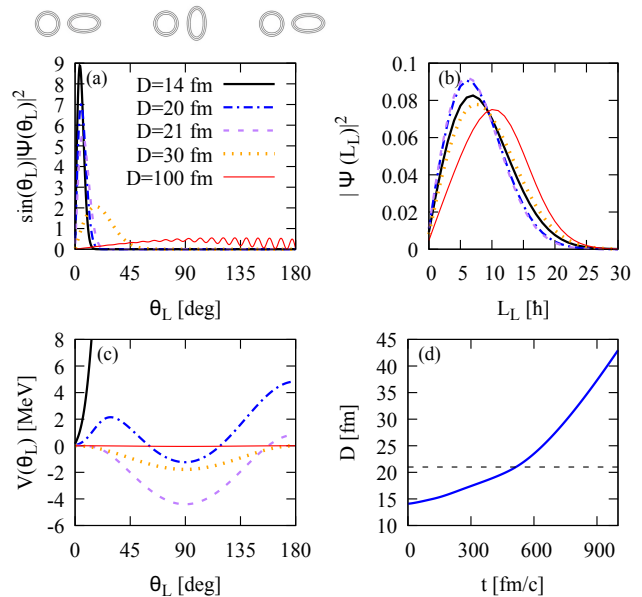 (a)
D=14 fm
D=20 fm
D=21 fm
D=30 fm
D=100 fm
sin(θL)|Ψ(θL)|²
9
8
7
6
5
4
3
2
1
0
0 45 90 135 180
θL [deg]
(b)
|Ψ (LL)|²
0.1
0.08
0.06
0.04
0.02
0
0 5 10 15 20 25 30
LL [ħ]
(c)
V(θL) [MeV]
8
6
4
2
0
-2
-4
-6
0 45 90 135 180
θL [deg]
(d)
D [fm]
45
40
35
30
25
20
15
10
0 300 600 900
t [fm/c]